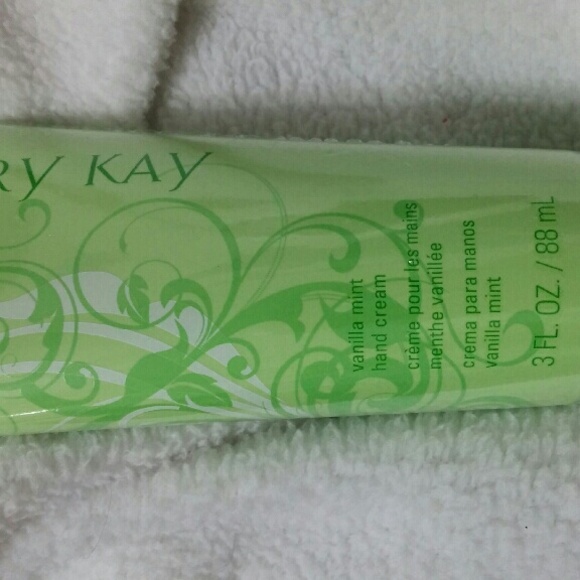 RY KAY
vanilla mint
hand cream
crème pour les mains
menthe vanillée
crema para manos
vanilla mint
3 FL. OZ. / 88 mL